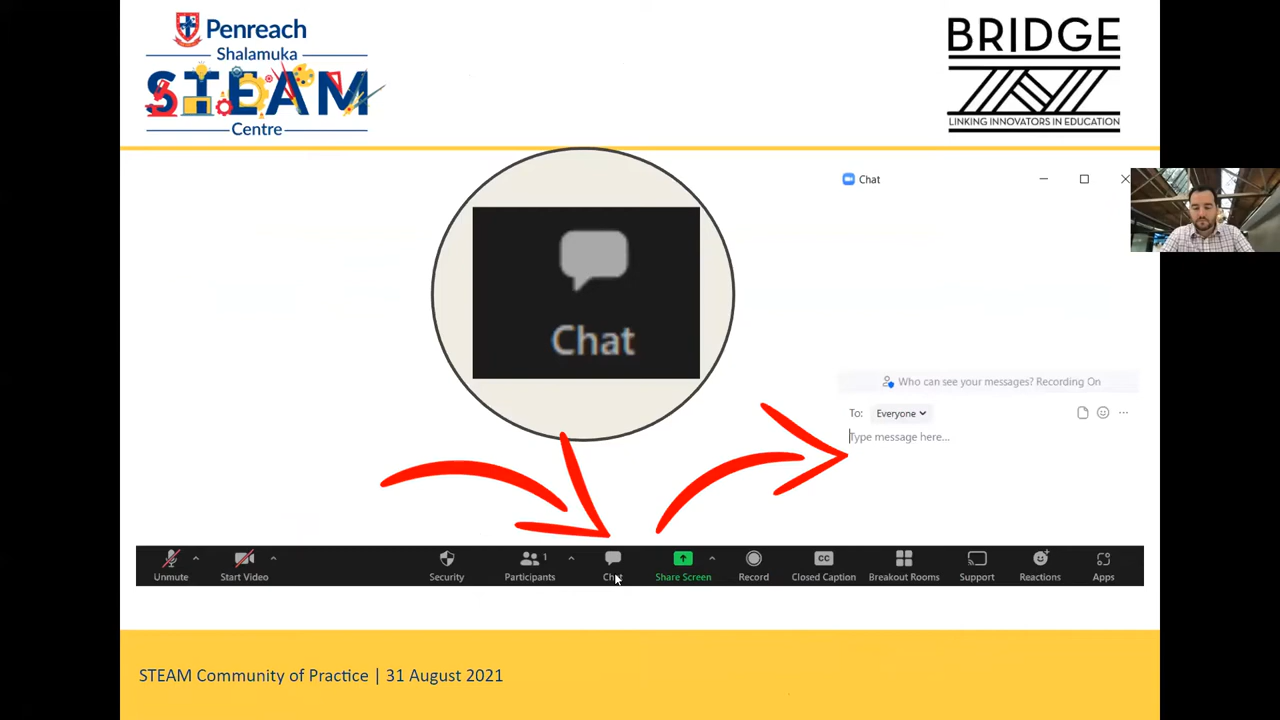 Penreach
Shalamuka
STEAM
Centre
BRIDGE
LINKING INNOVATORS IN EDUCATION
Chat
Chat
Who can see your messages? Recording On
To: Everyone
Type message here...
1
CC
Unmute Start Video Security Participants Chat Share Screen Record Closed Caption Breakout Rooms Support Reactions Apps
STEAM Community of Practice | 31 August 2021